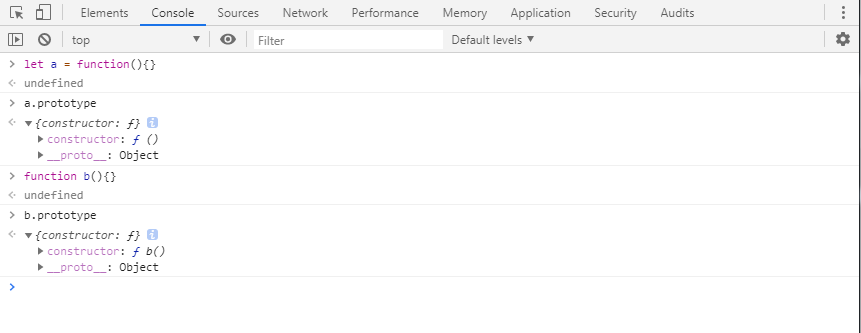 Elements Console Sources Network Performance Memory Application Security Audits
top Filter Default levels ▼
> let a = function(){}
undefined
> a.prototype
▼{constructor: ƒ} i
▶ constructor: ƒ ()
▶ __proto__: Object
> function b(){}
undefined
> b.prototype
▼{constructor: ƒ} i
▶ constructor: ƒ b()
▶ __proto__: Object
>